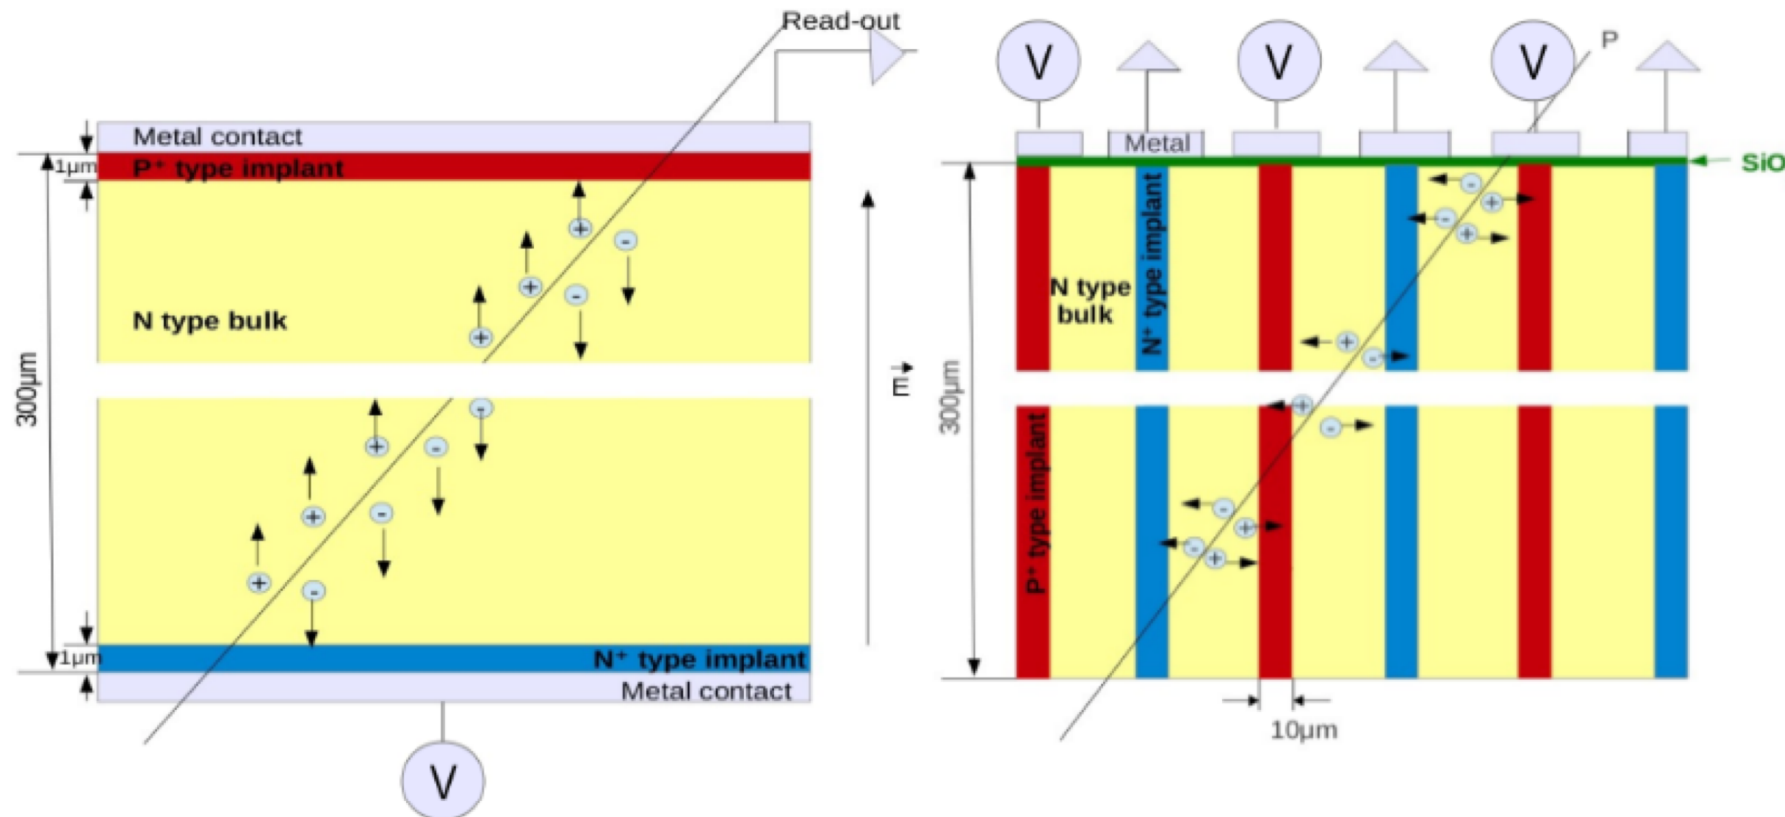 Read-out
Metal contact
1μm
P⁺ type implant
N type bulk
300μm
E
1μm
N⁺ type implant
Metal contact
V
V
V
V
P
Metal
SiO
N⁺ type implant
N type
bulk
300μm
P⁺ type implant
10μm
+
-
+
-
+
+
-
-
+
-
+
-
+
-
-
+
-
+
+
-
+
-
-
+
-
+